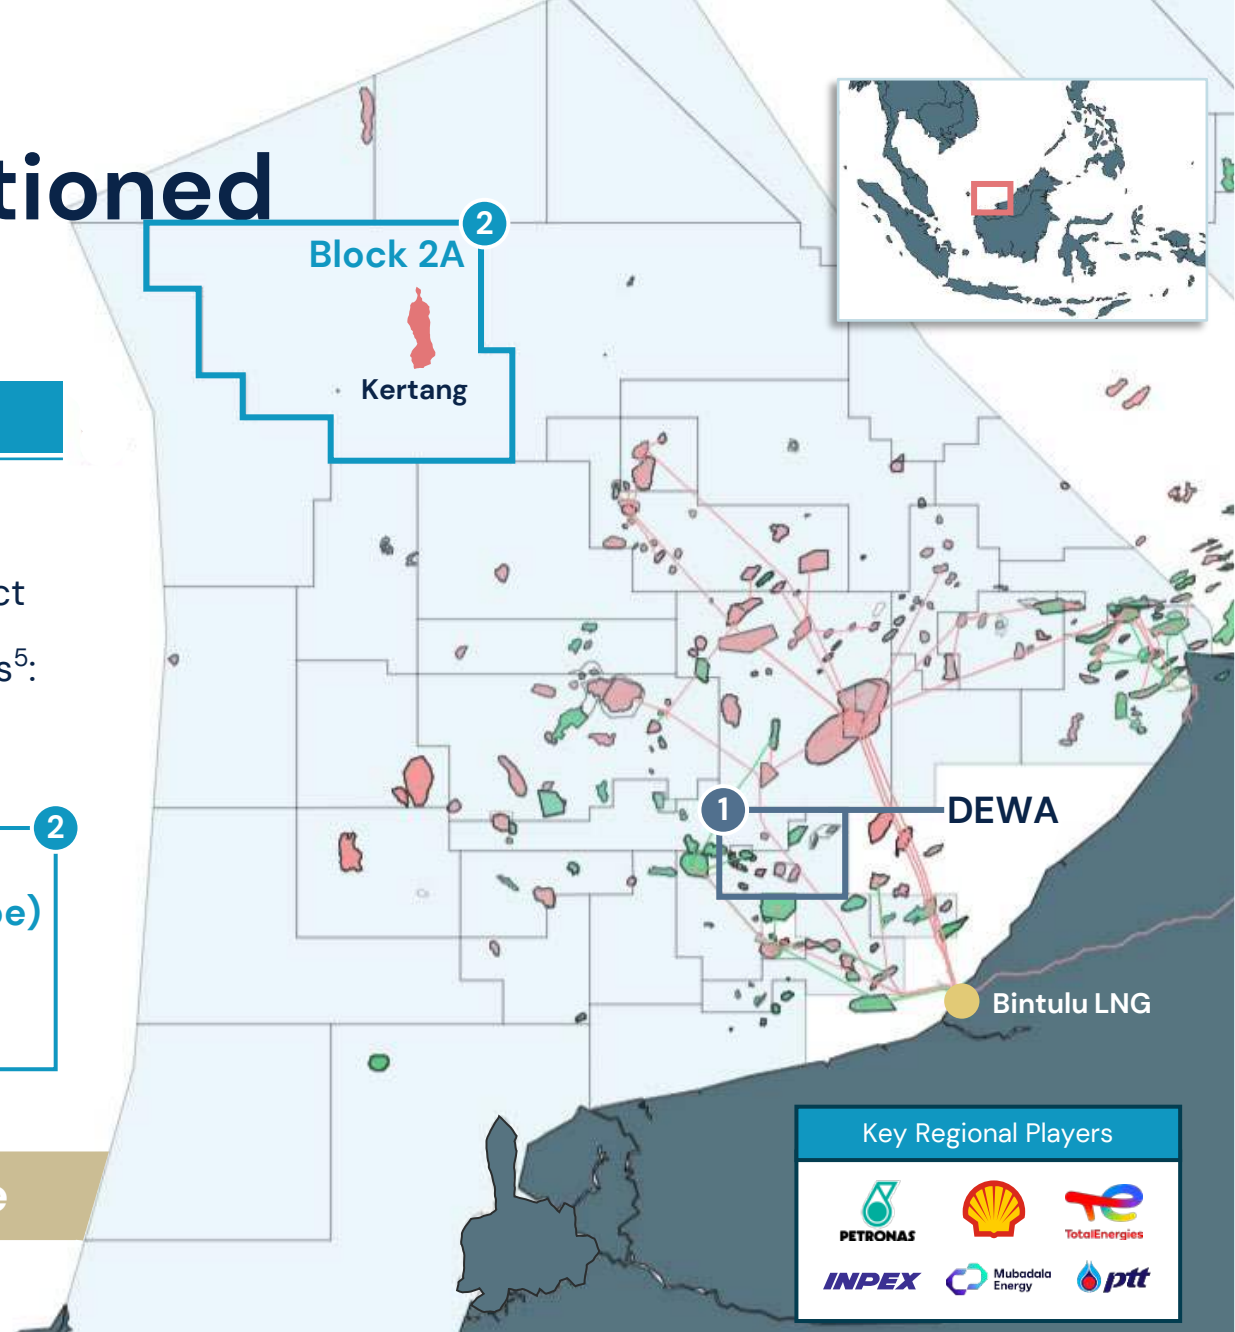 tioned
2
Block 2A
Kertang
ct
s⁵:
2
be)
e
1
DEWA
Bintulu LNG
Key Regional Players
PETRONAS
TotalEnergies
INPEX
Mubadala
Energy
ptt